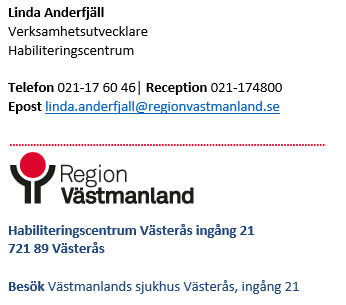 Linda Anderfjäll
Verksamhetsutvecklare
Habiliteringscentrum
Telefon 021-17 60 46| Reception 021-174800
Epost linda.anderfjall@regionvastmanland.se
Region
Västmanland
Habiliteringscentrum Västerås ingång 21
721 89 Västerås
Besök Västmanlands sjukhus Västerås, ingång 21